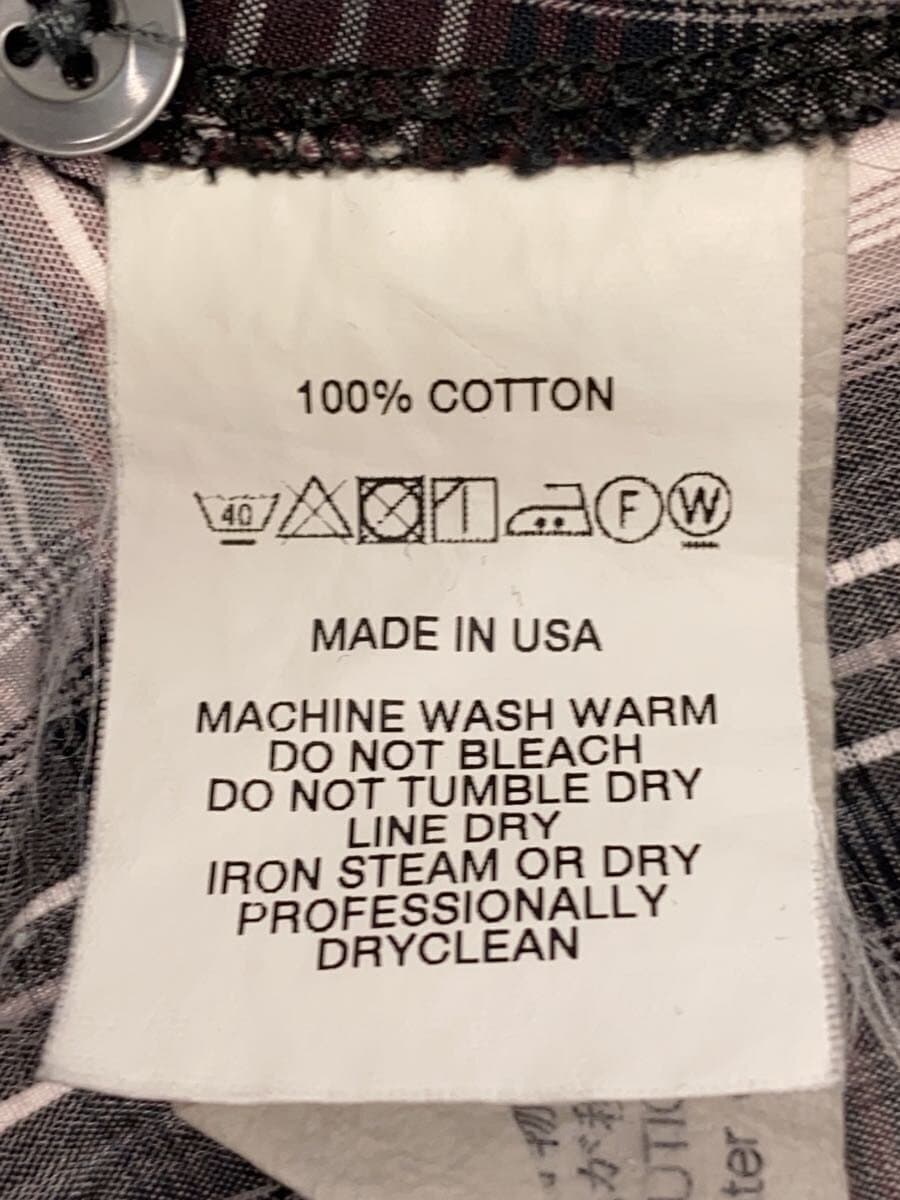 100% COTTON
40 F W
MADE IN USA
MACHINE WASH WARM
DO NOT BLEACH
DO NOT TUMBLE DRY
LINE DRY
IRON STEAM OR DRY
PROFESSIONALLY
DRYCLEAN